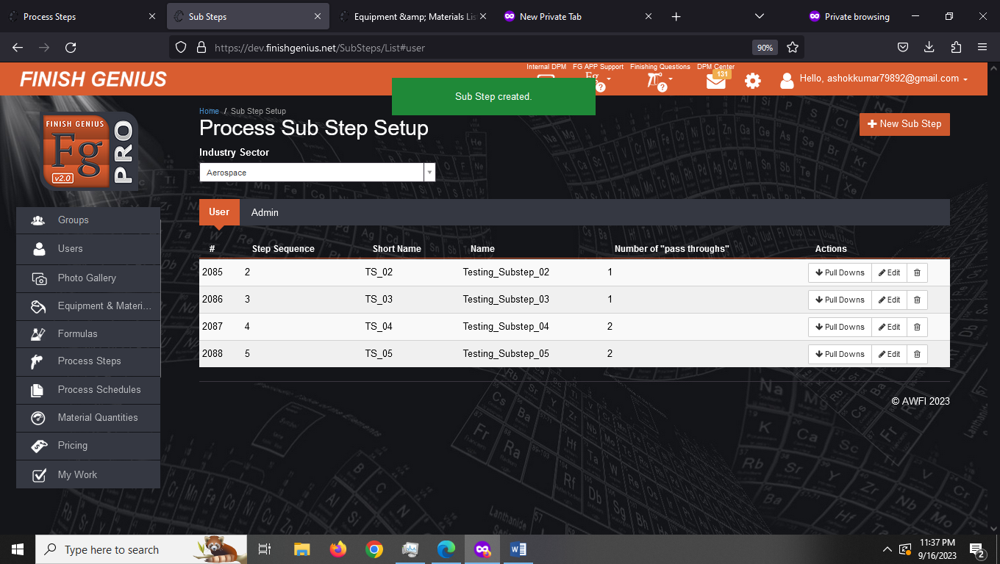 Process Steps
Sub Steps
Equipment &amp; Materials Lis
New Private Tab
Private browsing
https://dev.finishgenius.net/SubSteps/List#user
90%
FINISH GENIUS
Internal DPM
FG APP Support
Finishing Questions
DPM Center
131
Hello, ashokkumar79892@gmail.com
Sub Step created.
FINISH GENIUS
Fg
v2.0
PRO
Home / Sub Step Setup
Process Sub Step Setup
New Sub Step
Industry Sector
Aerospace
User Admin
# Step Sequence Short Name Name Number of "pass throughs" Actions
2085 2 TS_02 Testing_Substep_02 1 Pull Downs Edit
2086 3 TS_03 Testing_Substep_03 1 Pull Downs Edit
2087 4 TS_04 Testing_Substep_04 2 Pull Downs Edit
2088 5 TS_05 Testing_Substep_05 2 Pull Downs Edit
Groups
Users
Photo Gallery
Equipment & Materi...
Formulas
Process Steps
Process Schedules
Material Quantities
Pricing
My Work
© AWFI 2023
Type here to search
11:37 PM
9/16/2023
2